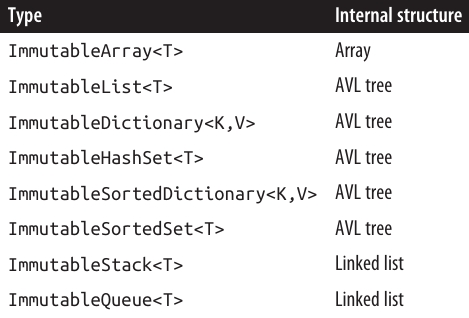 Type Internal structure
ImmutableArray<T> Array
ImmutableList<T> AVL tree
ImmutableDictionary<K,V> AVL tree
ImmutableHashSet<T> AVL tree
ImmutableSortedDictionary<K,V> AVL tree
ImmutableSortedSet<T> AVL tree
ImmutableStack<T> Linked list
ImmutableQueue<T> Linked list